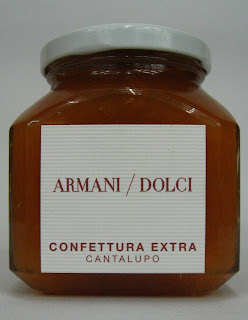 ARMANI / DOLCI
CONFETTURA EXTRA
CANTALUPO